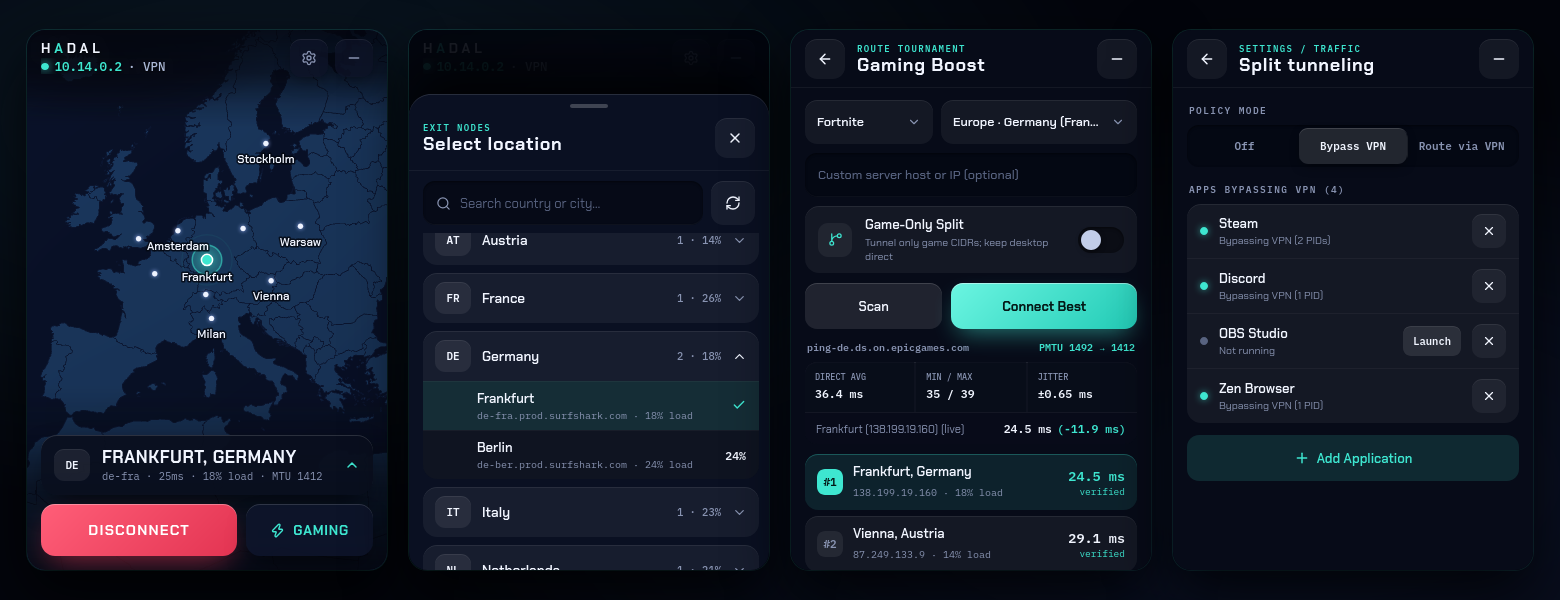 HADAL
10.14.0.2 · VPN
Stockholm
Amsterdam
Warsaw
Frankfurt
Vienna
Milan
DE
FRANKFURT, GERMANY
de-fra · 25ms · 18% load · MTU 1412
DISCONNECT
GAMING
HADAL
10.14.0.2 · VPN
EXIT NODES
Select location
Search country or city...
AT Austria 1 · 14%
FR France 1 · 26%
DE Germany 2 · 18%
Frankfurt
de-fra.prod.surfshark.com · 18% load
Berlin
de-ber.prod.surfshark.com · 24% load
24%
IT Italy 1 · 23%
NL Netherlands 1 · 21%
ROUTE TOURNAMENT
Gaming Boost
Fortnite
Europe · Germany (Fran...
Custom server host or IP (optional)
Game-Only Split
Tunnel only game CIDRs; keep desktop
direct
Scan
Connect Best
ping-de.ds.on.epicgames.com
PMTU 1492 → 1412
DIRECT AVG
36.4 ms
MIN / MAX
35 / 39
JITTER
±0.65 ms
Frankfurt [138.199.19.160] (live)
24.5 ms (-11.9 ms)
#1
Frankfurt, Germany
138.199.19.160 · 18% load
24.5 ms
verified
#2
Vienna, Austria
87.249.133.9 · 14% load
29.1 ms
verified
SETTINGS / TRAFFIC
Split tunneling
POLICY MODE
Off
Bypass VPN
Route via VPN
APPS BYPASSING VPN (4)
Steam
Bypassing VPN (2 PIDs)
Discord
Bypassing VPN (1 PID)
OBS Studio
Not running
Launch
Zen Browser
Bypassing VPN (1 PID)
+ Add Application